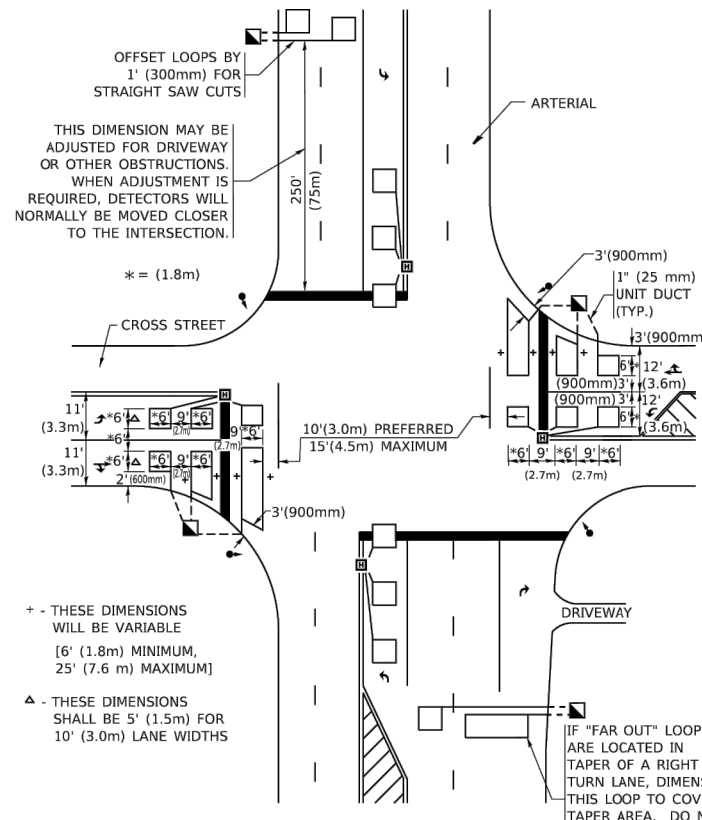 OFFSET LOOPS BY
1' (300mm) FOR
STRAIGHT SAW CUTS
ARTERIAL
THIS DIMENSION MAY BE
ADJUSTED FOR DRIVEWAY
OR OTHER OBSTRUCTIONS.
WHEN ADJUSTMENT IS
REQUIRED, DETECTORS WILL
NORMALLY BE MOVED CLOSER
TO THE INTERSECTION.
250'
(75m)
H
* = (1.8m)
3'(900mm)
1" (25 mm)
UNIT DUCT
(TYP.)
CROSS STREET
+ + + +
3'(900mm
6' * 12'
(3.6m)
(900mm) 3'
(900mm) 3'
6' * 12'
(3.6m)
H
11'
(3.3m)
*6' Δ
*6' 9' *6'
(2.7m)
9' *6'
(2.7m)
*6'
11'
(3.3m)
*6' Δ
*6' 9' *6'
(2.7m)
2' (600mm)
+ + + +
10'(3.0m) PREFERRED
15'(4.5m) MAXIMUM
H
*6' 9' *6' 9' *6'
(2.7m) (2.7m)
3'(900mm)
H
+ - THESE DIMENSIONS
WILL BE VARIABLE
[6' (1.8m) MINIMUM,
25' (7.6 m) MAXIMUM]
DRIVEWAY
Δ - THESE DIMENSIONS
SHALL BE 5' (1.5m) FOR
10' (3.0m) LANE WIDTHS
IF "FAR OUT" LOOP
ARE LOCATED IN
TAPER OF A RIGHT
TURN LANE, DIMENS
THIS LOOP TO COV
TAPER AREA. DO N